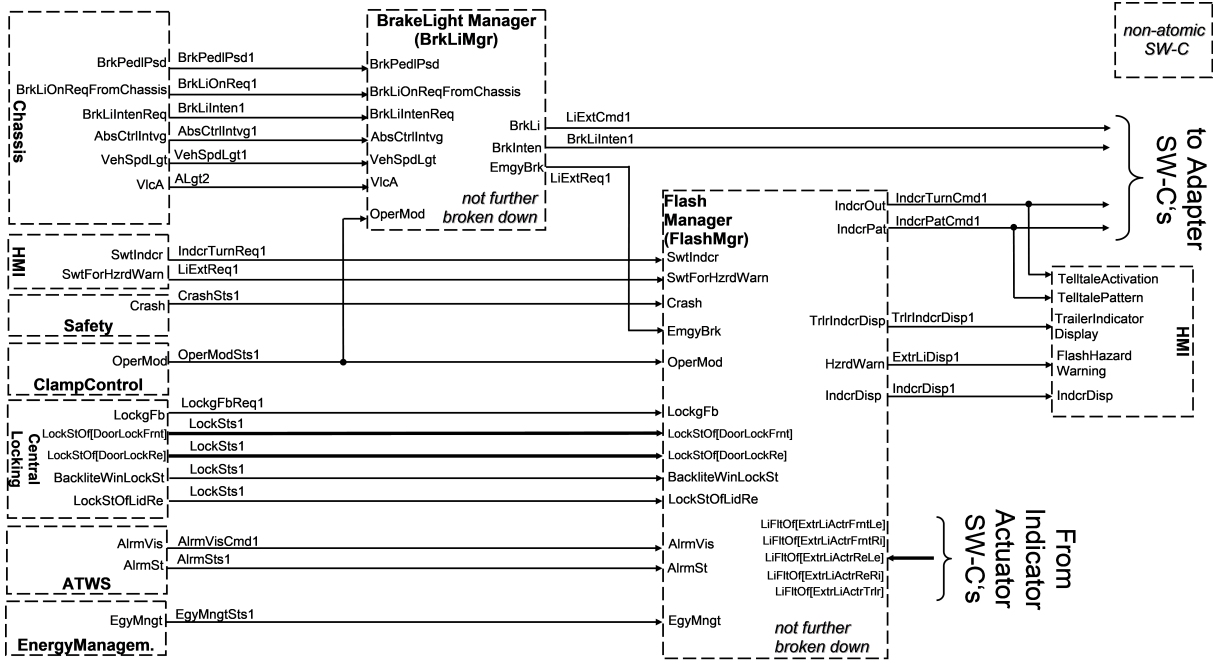 BrakeLight Manager
(BrkLiMgr)
non-atomic
SW-C
Chassis
BrkPedlPsd
BrkLiOnReqFromChassis
BrkLiIntenReq
AbsCtrlIntvg
VehSpdLgt
VlcA
BrkPedlPsd1
BrkLiOnReq1
BrkLiInten1
AbsCtrlIntvg1
VehSpdLgt1
ALgt2
BrkPedlPsd
BrkLiOnReqFromChassis
BrkLiIntenReq
AbsCtrlIntvg
VehSpdLgt
VlcA
OperMod
BrkLi
BrkInten
EmgyBrk
not further
broken down
LiExtCmd1
BrkLiInten1
LiExtReq1
to Adapter
SW-C‘s
HMI
SwtIndcr
SwtForHzrdWarn
IndcrTurnReq1
LiExtReq1
Crash
Safety
CrashSts1
OperMod
ClampControl
OperModSts1
Central
Locking
LockgFb
LockStOf[DoorLockFrnt]
LockStOf[DoorLockRe]
BackliteWinLockSt
LockStOfLidRe
LockgFbReq1
LockSts1
LockSts1
LockSts1
LockSts1
AlrmVis
AlrmSt
ATWS
AlrmVisCmd1
AlrmSts1
EgyMngt
EnergyManagem.
EgyMngtSts1
Flash
Manager
(FlashMgr)
SwtIndcr
SwtForHzrdWarn
Crash
EmgyBrk
OperMod
LockgFb
LockStOf[DoorLockFrnt]
LockStOf[DoorLockRe]
BackliteWinLockSt
LockStOfLidRe
AlrmVis
AlrmSt
EgyMngt
IndcrOut
IndcrPat
TrlrIndcrDisp
HzrdWarn
IndcrDisp
LiFltOf[ExtrLiActrFrntLe]
LiFltOf[ExtrLiActrFrntRi]
LiFltOf[ExtrLiActrReLe]
LiFltOf[ExtrLiActrReRi]
LiFltOf[ExtrLiActrTrlr]
not further
broken down
IndcrTurnCmd1
IndcrPatCmd1
TrlrIndcrDisp1
ExtrLiDisp1
IndcrDisp1
TelltaleActivation
TelltalePattern
TrailerIndicator
Display
FlashHazard
Warning
IndcrDisp
HMI
From
Indicator
Actuator
SW-C‘s